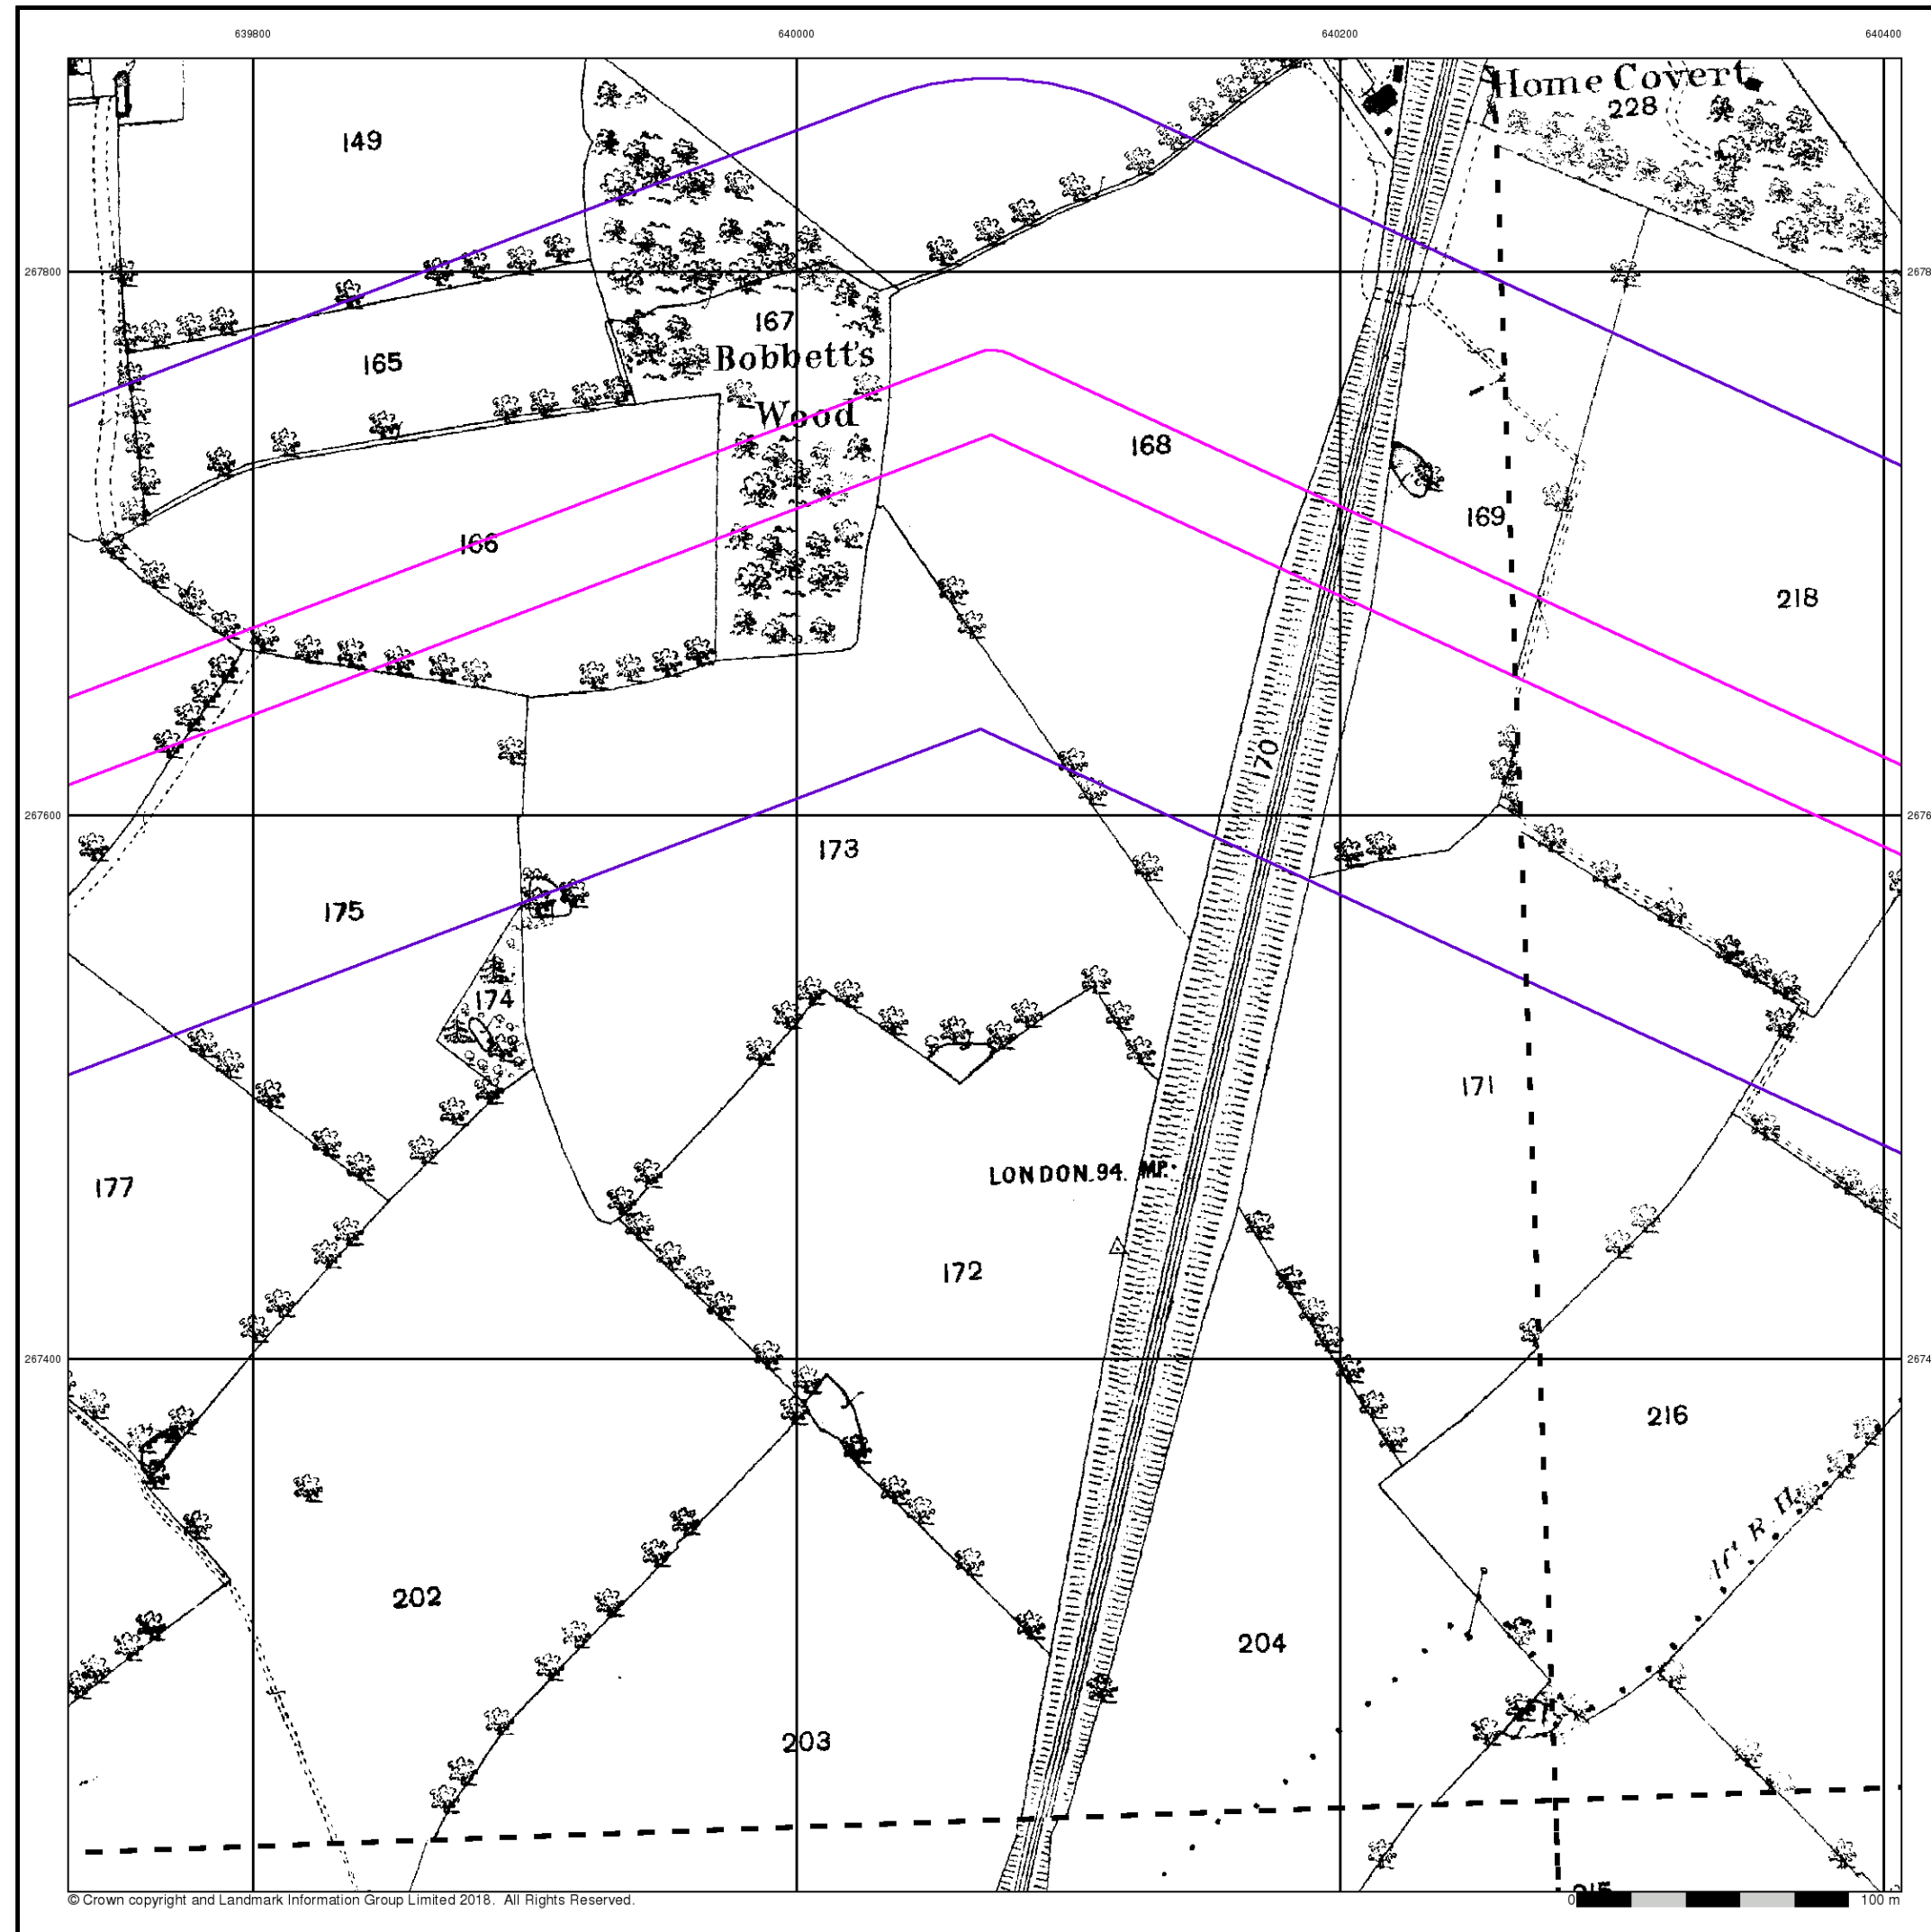 639800 640000 640200 640400
Home Covert
228
149
267800
167
Bobbett's
165
Wood
168
169
166
218
170
267600
173
175
174
171
LONDON.94. M.P.
177
172
267400
216
1ft R.H.
202
204
203
215
© Crown copyright and Landmark Information Group Limited 2018. All Rights Reserved.
0 100 m